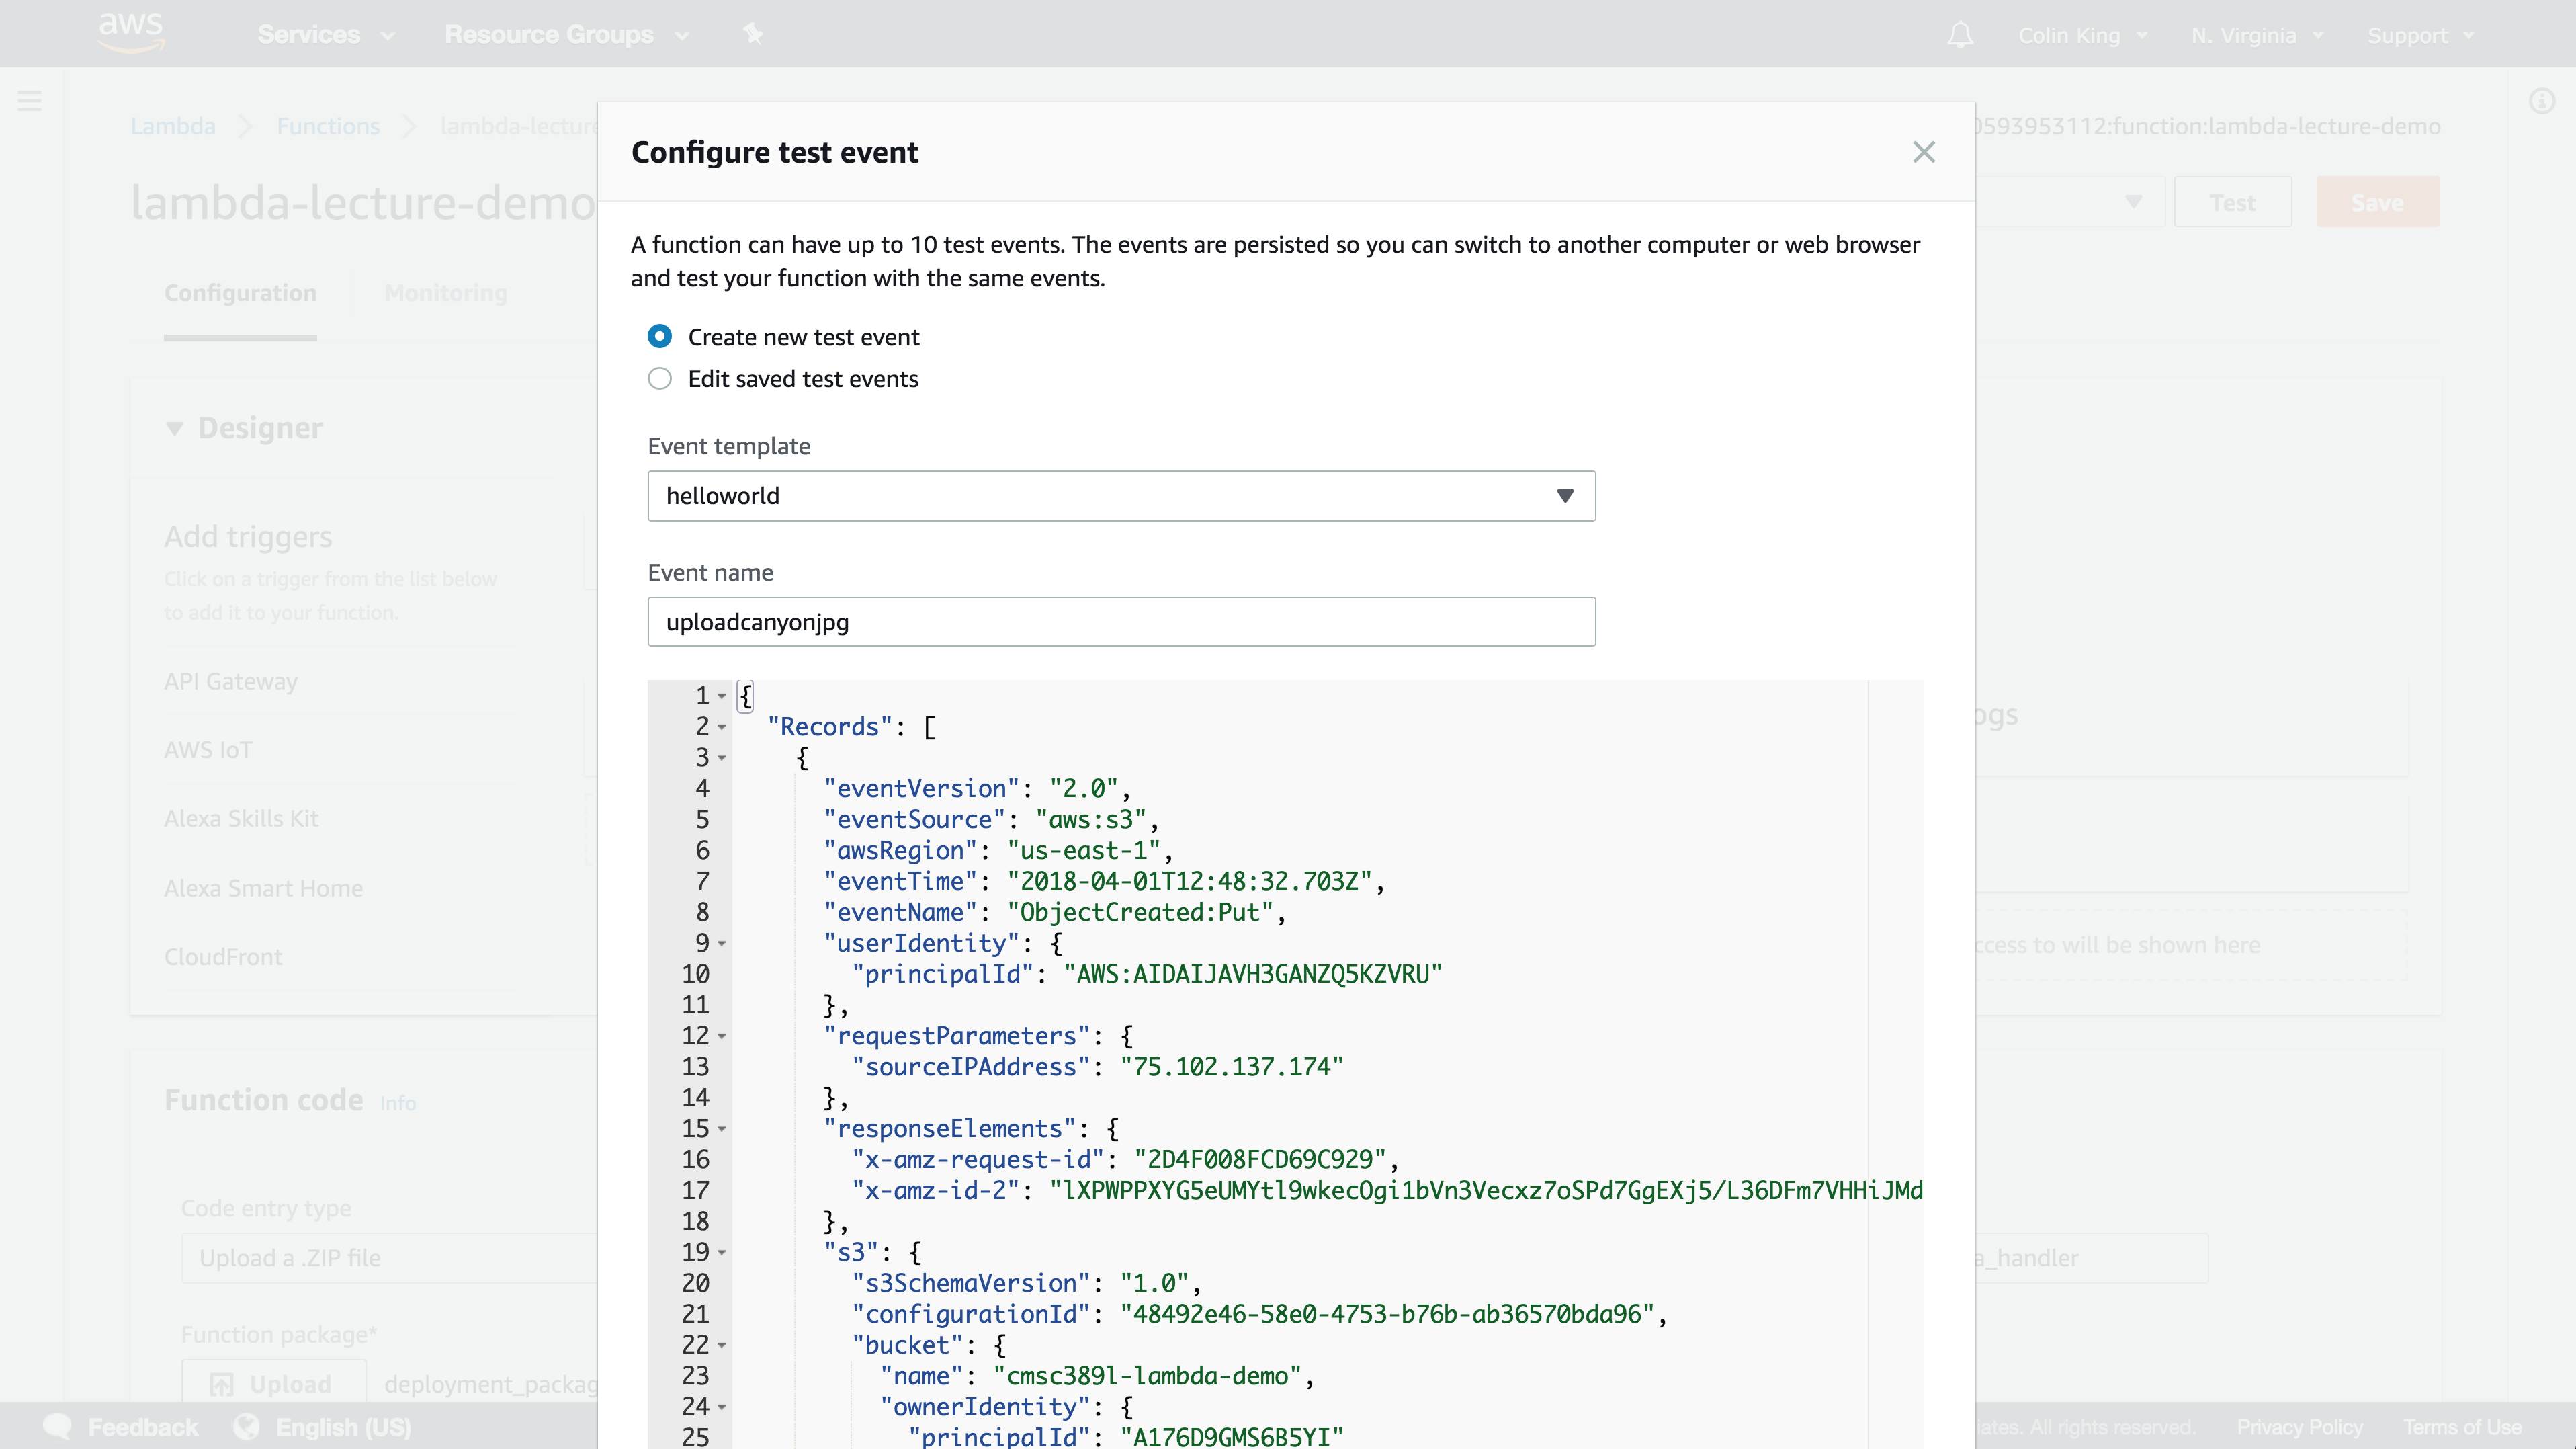 aws
Services
Resource Groups
Colin King
N. Virginia
Support
Lambda
Functions
lambda-lecture
0593953112:function:lambda-lecture-demo
lambda-lecture-demo
Test
Save
Configuration
Monitoring
Designer
Add triggers
Click on a trigger from the list below
to add it to your function.
API Gateway
AWS IoT
Alexa Skills Kit
Alexa Smart Home
CloudFront
ogs
ccess to will be shown here
Function code Info
Code entry type
Upload a .ZIP file
a_handler
Function package*
Upload
deployment_packag
Configure test event
A function can have up to 10 test events. The events are persisted so you can switch to another computer or web browser
and test your function with the same events.
Create new test event
Edit saved test events
Event template
helloworld
Event name
uploadcanyonjpg
1 {
2 "Records": [
3 {
4 "eventVersion": "2.0",
5 "eventSource": "aws:s3",
6 "awsRegion": "us-east-1",
7 "eventTime": "2018-04-01T12:48:32.703Z",
8 "eventName": "ObjectCreated:Put",
9 "userIdentity": {
10 "principalId": "AWS:AIDAIJAVH3GANZQ5KZVRU"
11 },
12 "requestParameters": {
13 "sourceIPAddress": "75.102.137.174"
14 },
15 "responseElements": {
16 "x-amz-request-id": "2D4F008FCD69C929",
17 "x-amz-id-2": "lXPWPPXYG5eUMYtl9wkecOgi1bVn3Vecxz7oSPd7GgEXj5/L36DFm7VHHiJMd
18 },
19 "s3": {
20 "s3SchemaVersion": "1.0",
21 "configurationId": "48492e46-58e0-4753-b76b-ab36570bda96",
22 "bucket": {
23 "name": "cmsc389l-lambda-demo",
24 "ownerIdentity": {
25 "principalId": "A176D9GMS6B5YI"
Feedback
English (US)
iates. All rights reserved.
Privacy Policy
Terms of Use